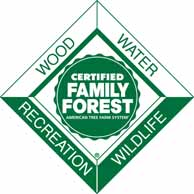 WOOD
WATER
CERTIFIED
FAMILY
FOREST
AMERICAN TREE FARM SYSTEM®
RECREATION
WILDLIFE
®